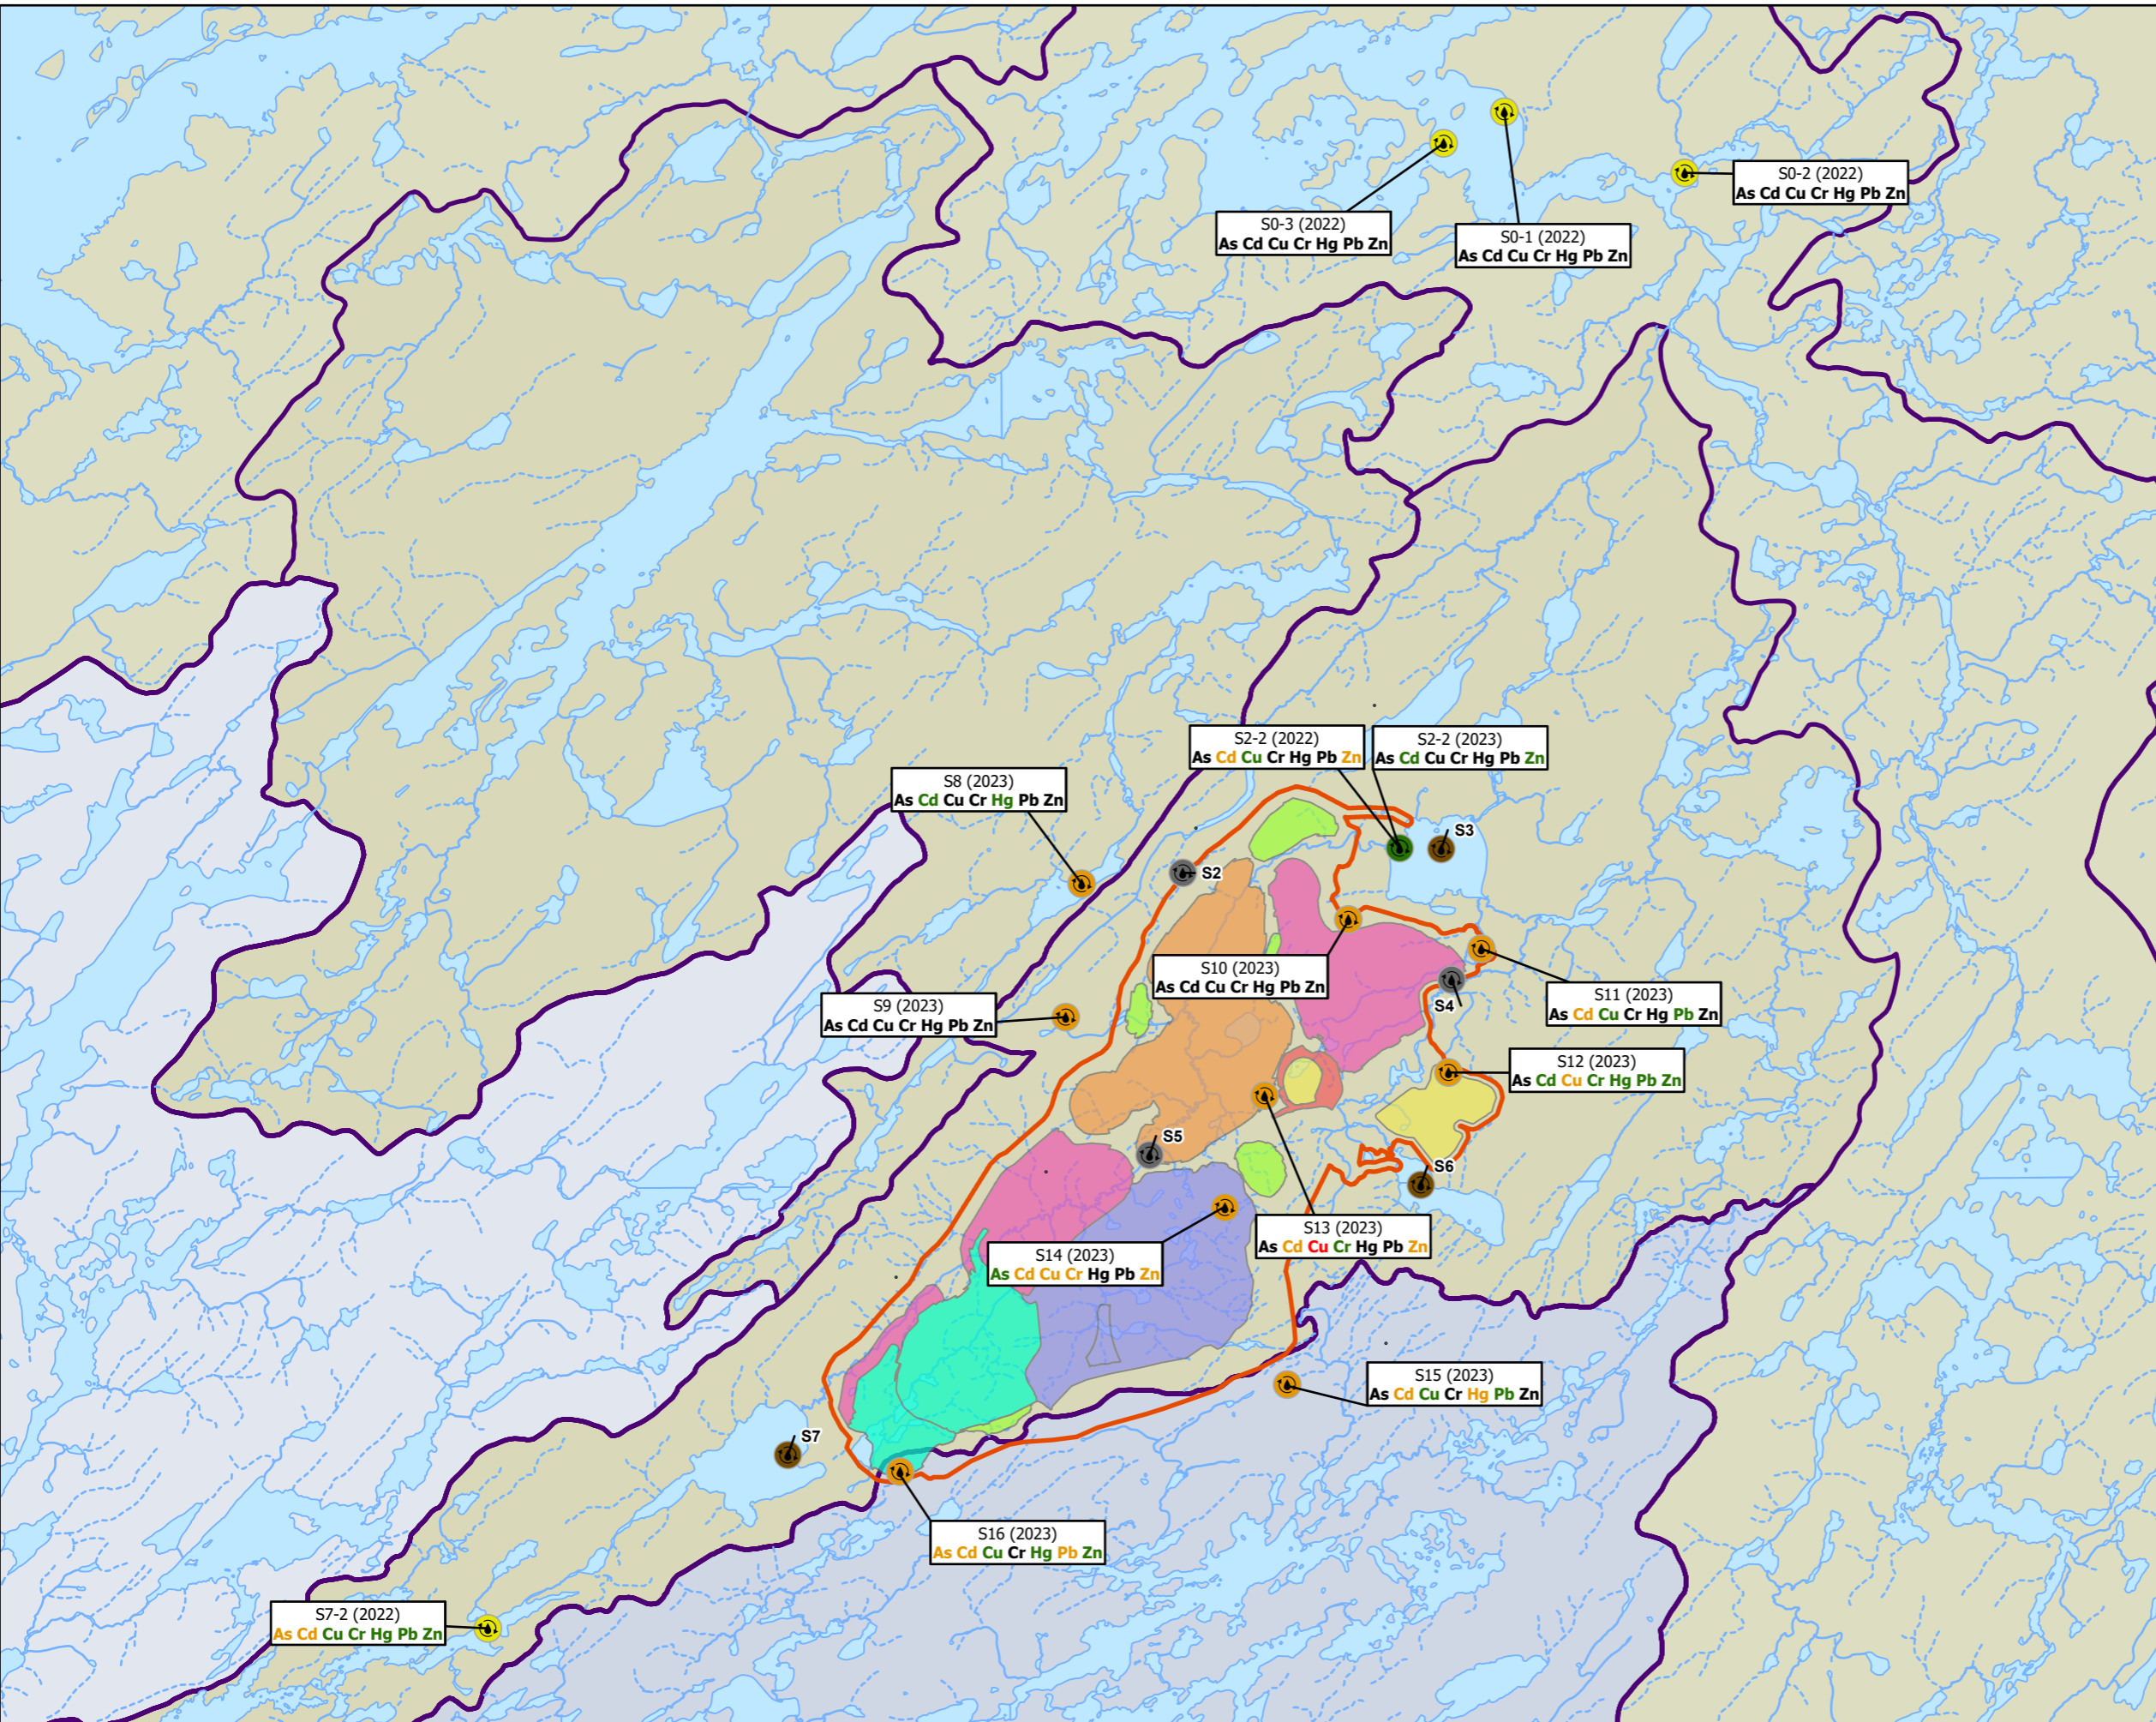 S0-2 (2022)
As Cd Cu Cr Hg Pb Zn
S0-3 (2022)
As Cd Cu Cr Hg Pb Zn
S0-1 (2022)
As Cd Cu Cr Hg Pb Zn
S2-2 (2022)
As Cd Cu Cr Hg Pb Zn
S2-2 (2023)
As Cd Cu Cr Hg Pb Zn
S8 (2023)
As Cd Cu Cr Hg Pb Zn
S3
S2
S10 (2023)
As Cd Cu Cr Hg Pb Zn
S4
S11 (2023)
As Cd Cu Cr Hg Pb Zn
S9 (2023)
As Cd Cu Cr Hg Pb Zn
S12 (2023)
As Cd Cu Cr Hg Pb Zn
S5
S6
S13 (2023)
As Cd Cu Cr Hg Pb Zn
S14 (2023)
As Cd Cu Cr Hg Pb Zn
S15 (2023)
As Cd Cu Cr Hg Pb Zn
S7
S16 (2023)
As Cd Cu Cr Hg Pb Zn
S7-2 (2022)
As Cd Cu Cr Hg Pb Zn